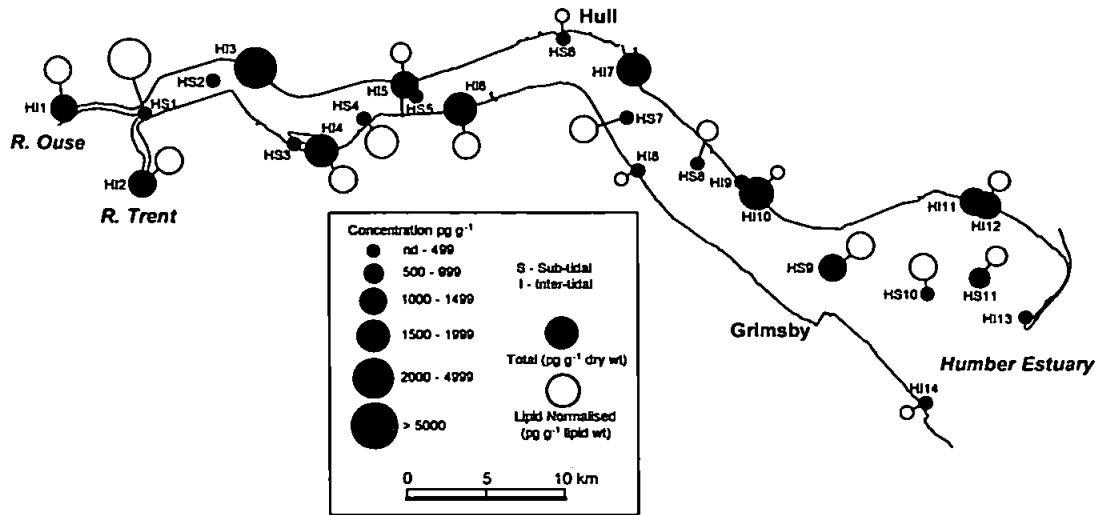 Hull
HS6
HI3
HI7
HS2
HI5
HI6
HS5
HI1
HS1
HS4
HS7
R. Ouse
HI4
HS3
HI8
HS8
HI9
HI2
HI10
R. Trent
HI11
HI12
Concentration pg g⁻¹
nd - 499
500 - 999
1000 - 1499
1500 - 1999
2000 - 4999
> 5000
S - Sub-tidal
I - Inter-tidal
Total (pg g⁻¹ dry wt)
Lipid Normalised
(pg g⁻¹ lipid wt)
0 5 10 km
HS9
HS10
HS11
HI13
Grimsby
Humber Estuary
HI14